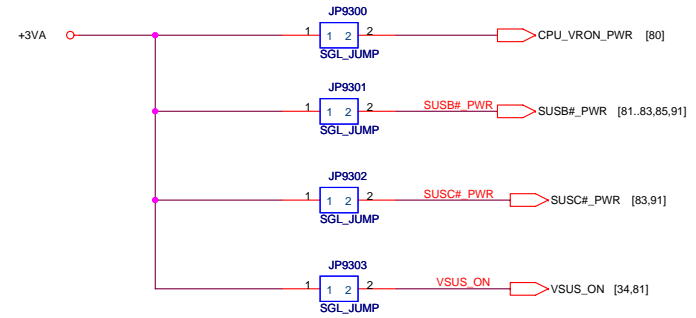 JP9300
+3VA 1 1 2 2 CPU_VRON_PWR [80]
SGL_JUMP
JP9301
1 1 2 2 SUSB#_PWR SUSB#_PWR [81..83,85,91]
SGL_JUMP
JP9302
1 1 2 2 SUSC#_PWR SUSC#_PWR [83,91]
SGL_JUMP
JP9303
1 1 2 2 VSUS_ON VSUS_ON [34,81]
SGL_JUMP